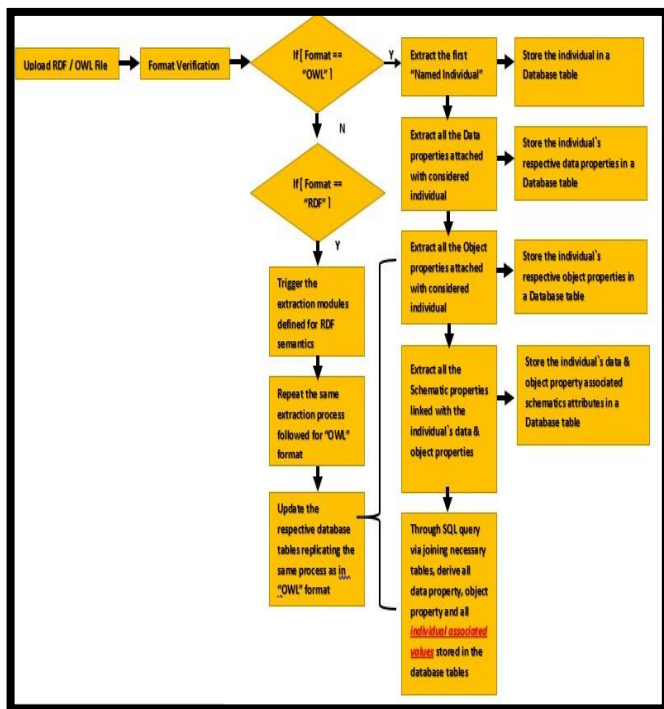 Upload RDF / OWL File
Format Verification
If [ Format ==
“OWL” ]
Y
Extract the first
“Named Individual”
Store the individual in a
Database table
N
Extract all the Data
properties attached
with considered
individual
Store the individual`s
respective data properties in a
Database table
If [ Format ==
“RDF” ]
Y
Extract all the Object
properties attached
with considered
individual
Store the individual`s
respective object properties in
a Database table
Trigger the
extraction modules
defined for RDF
semantics
Extract all the
Schematic properties
linked with the
individual`s data &
object properties
Store the individual’s data &
object property associated
schematics attributes in a
Database table
Repeat the same
extraction process
followed for “OWL”
format
Update the
respective database
tables replicating the
same process as in
“OWL” format
Through SQL query
via joining necessary
tables, derive all
data property, object
property and all
individual associated
values stored in the
database tables